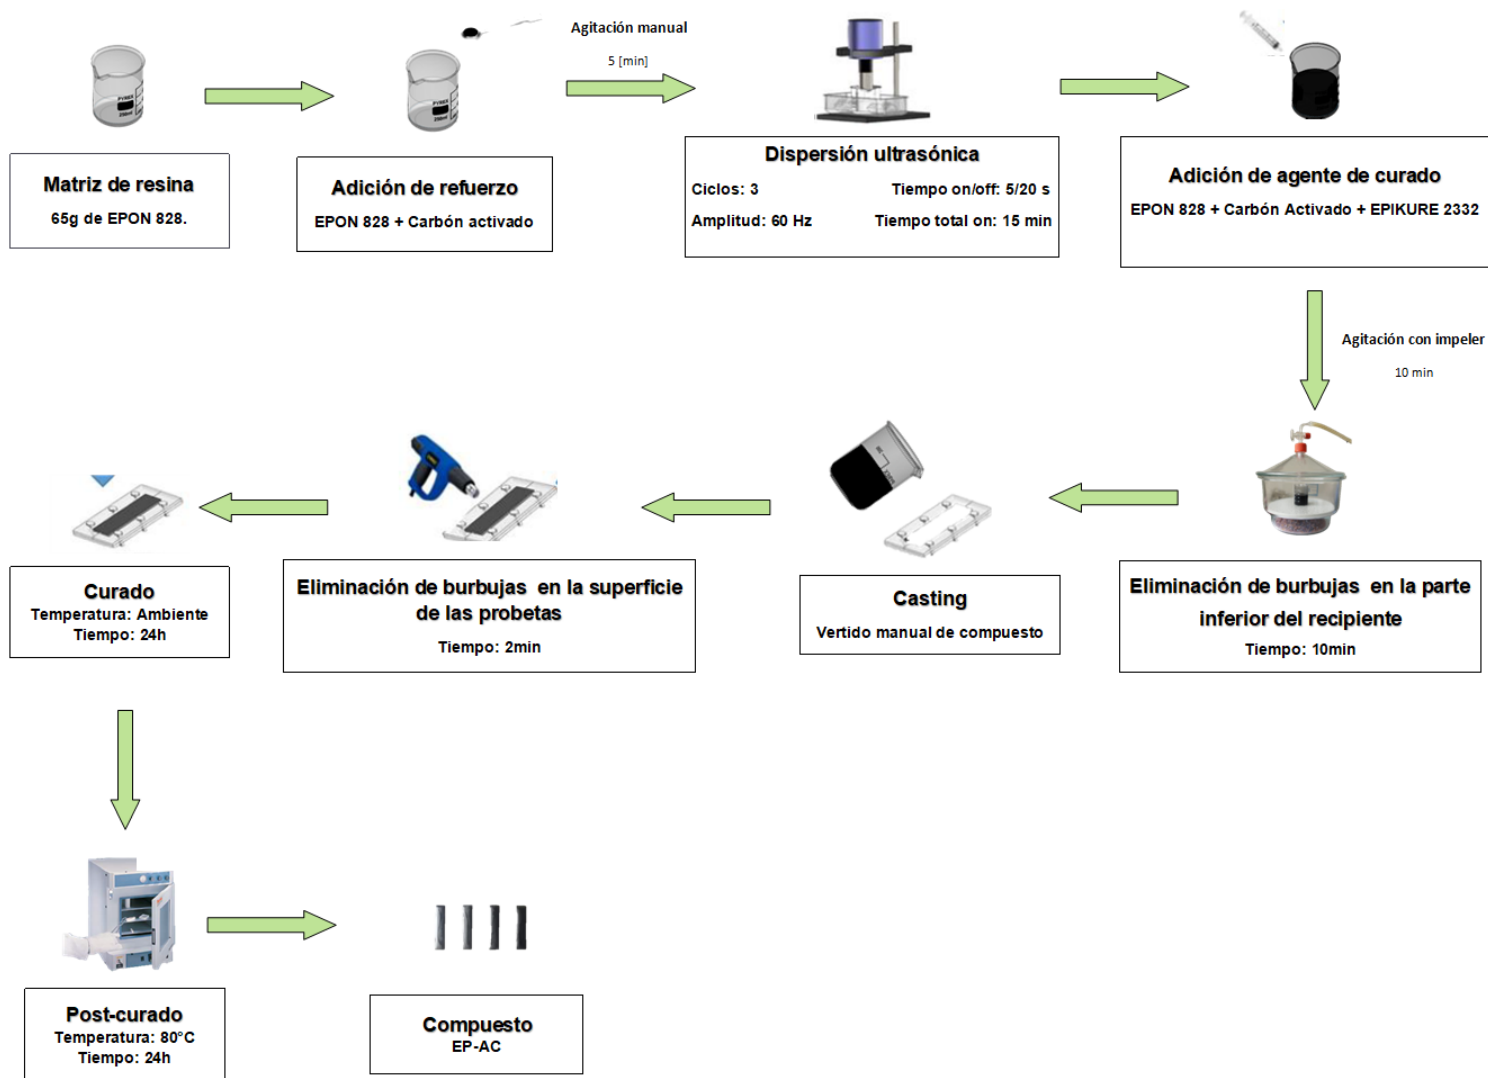 Agitación manual
5 [min]
Matriz de resina
65g de EPON 828.
Adición de refuerzo
EPON 828 + Carbón activado
Dispersión ultrasónica
Ciclos: 3 Tiempo on/off: 5/20 s
Amplitud: 60 Hz Tiempo total on: 15 min
Adición de agente de curado
EPON 828 + Carbón Activado + EPIKURE 2332
Agitación con impeler
10 min
Eliminación de burbujas en la parte
inferior del recipiente
Tiempo: 10min
Casting
Vertido manual de compuesto
Eliminación de burbujas en la superficie
de las probetas
Tiempo: 2min
Curado
Temperatura: Ambiente
Tiempo: 24h
Post-curado
Temperatura: 80°C
Tiempo: 24h
Compuesto
EP-AC